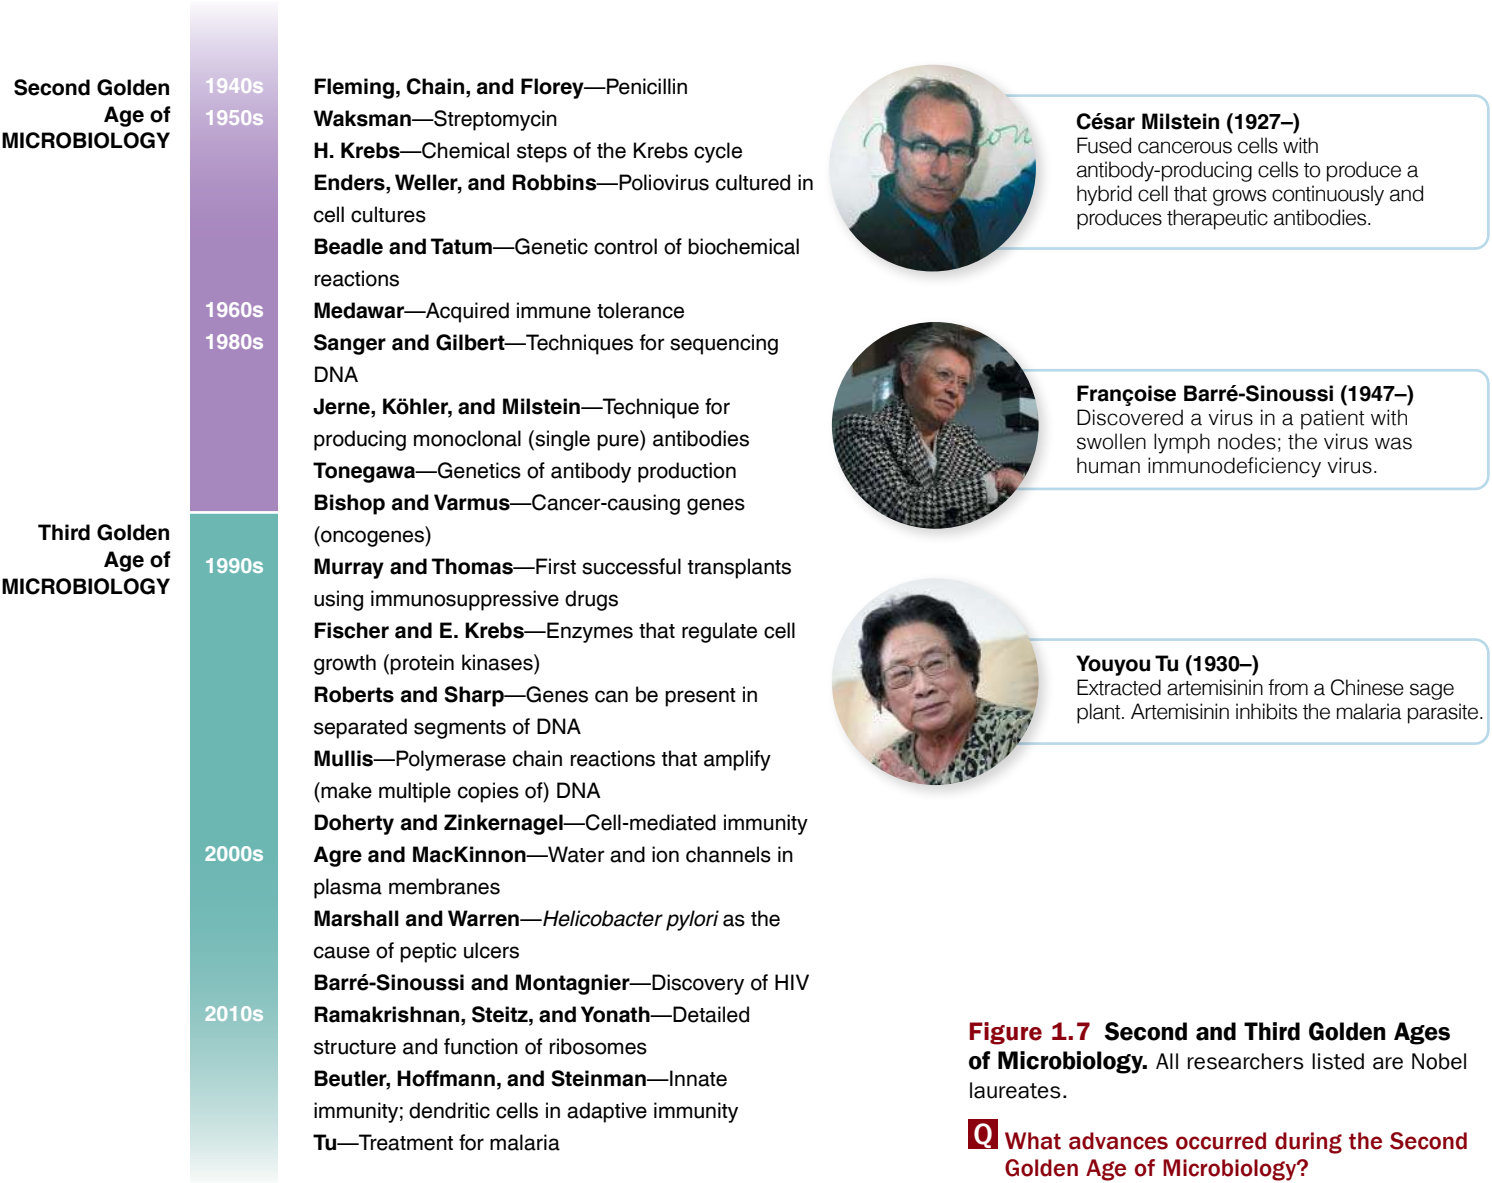 Second Golden
Age of
MICROBIOLOGY
1940s
Fleming, Chain, and Florey—Penicillin
1950s
Waksman—Streptomycin
H. Krebs—Chemical steps of the Krebs cycle
Enders, Weller, and Robbins—Poliovirus cultured in
cell cultures
Beadle and Tatum—Genetic control of biochemical
reactions
1960s
Medawar—Acquired immune tolerance
1980s
Sanger and Gilbert—Techniques for sequencing
DNA
Jerne, Köhler, and Milstein—Technique for
producing monoclonal (single pure) antibodies
Tonegawa—Genetics of antibody production
Bishop and Varmus—Cancer-causing genes
(oncogenes)
Third Golden
Age of
MICROBIOLOGY
1990s
Murray and Thomas—First successful transplants
using immunosuppressive drugs
Fischer and E. Krebs—Enzymes that regulate cell
growth (protein kinases)
Roberts and Sharp—Genes can be present in
separated segments of DNA
Mullis—Polymerase chain reactions that amplify
(make multiple copies of) DNA
Doherty and Zinkernagel—Cell-mediated immunity
2000s
Agre and MacKinnon—Water and ion channels in
plasma membranes
Marshall and Warren—Helicobacter pylori as the
cause of peptic ulcers
Barré-Sinoussi and Montagnier—Discovery of HIV
2010s
Ramakrishnan, Steitz, and Yonath—Detailed
structure and function of ribosomes
Beutler, Hoffmann, and Steinman—Innate
immunity; dendritic cells in adaptive immunity
Tu—Treatment for malaria
César Milstein (1927–)
Fused cancerous cells with
antibody-producing cells to produce a
hybrid cell that grows continuously and
produces therapeutic antibodies.
Françoise Barré-Sinoussi (1947–)
Discovered a virus in a patient with
swollen lymph nodes; the virus was
human immunodeficiency virus.
Youyou Tu (1930–)
Extracted artemisinin from a Chinese sage
plant. Artemisinin inhibits the malaria parasite.
Figure 1.7 Second and Third Golden Ages
of Microbiology. All researchers listed are Nobel
laureates.
Q What advances occurred during the Second
Golden Age of Microbiology?